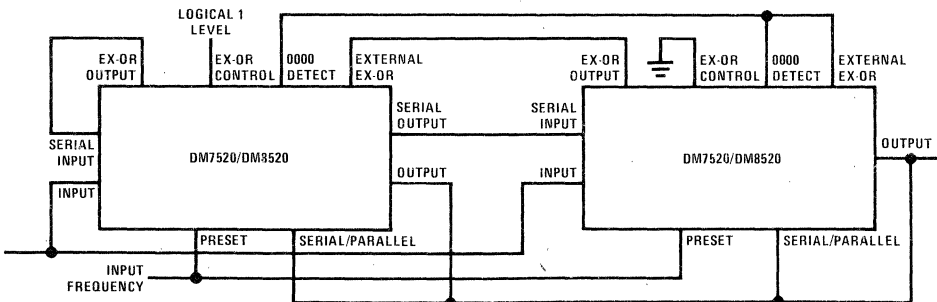 LOGICAL 1
LEVEL
EX-OR
OUTPUT
EX-OR
CONTROL
0000
DETECT
EXTERNAL
EX-OR
EX-OR
OUTPUT
EX-OR
CONTROL
0000
DETECT
EXTERNAL
EX-OR
SERIAL
INPUT
INPUT
DM7520/DM8520
SERIAL
OUTPUT
OUTPUT
SERIAL
INPUT
INPUT
DM7520/DM8520
OUTPUT
PRESET
SERIAL/PARALLEL
PRESET
SERIAL/PARALLEL
INPUT
FREQUENCY